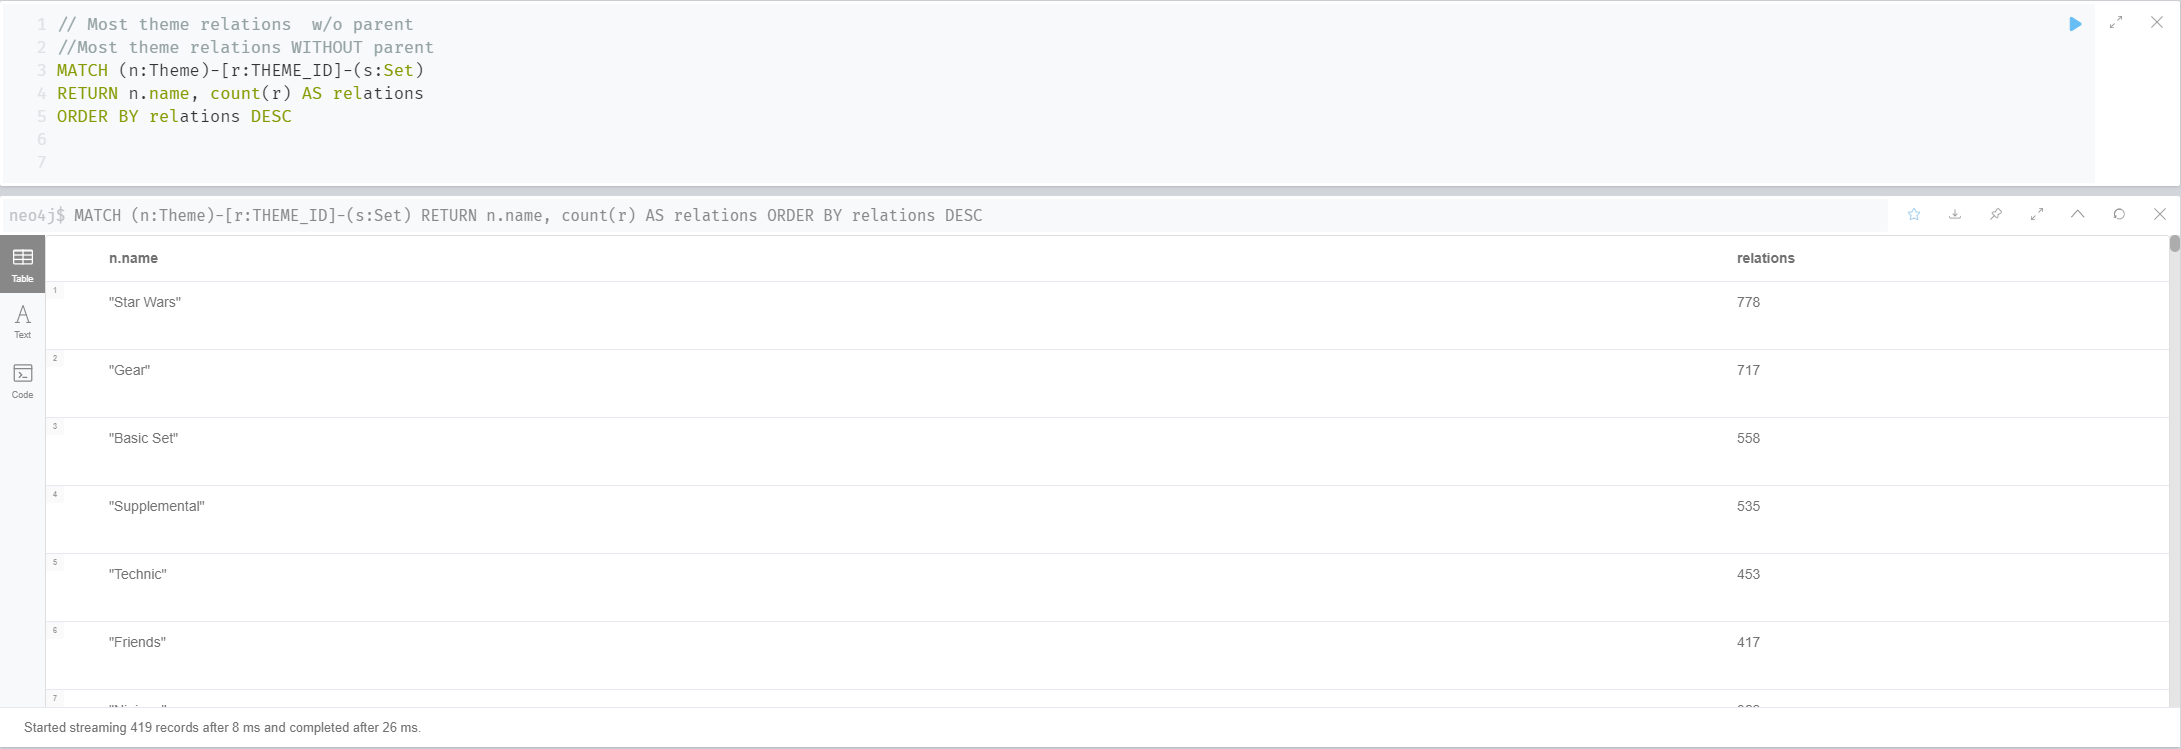 1 // Most theme relations  w/o parent
2 //Most theme relations WITHOUT parent
3 MATCH (n:Theme)-[r:THEME_ID]-(s:Set)
4 RETURN n.name, count(r) AS relations
5 ORDER BY relations DESC
6
7
neo4j$ MATCH (n:Theme)-[r:THEME_ID]-(s:Set) RETURN n.name, count(r) AS relations ORDER BY relations DESC
Table
Text
Code
n.name relations
1 "Star Wars" 778
2 "Gear" 717
3 "Basic Set" 558
4 "Supplemental" 535
5 "Technic" 453
6 "Friends" 417
7
Started streaming 419 records after 8 ms and completed after 26 ms.